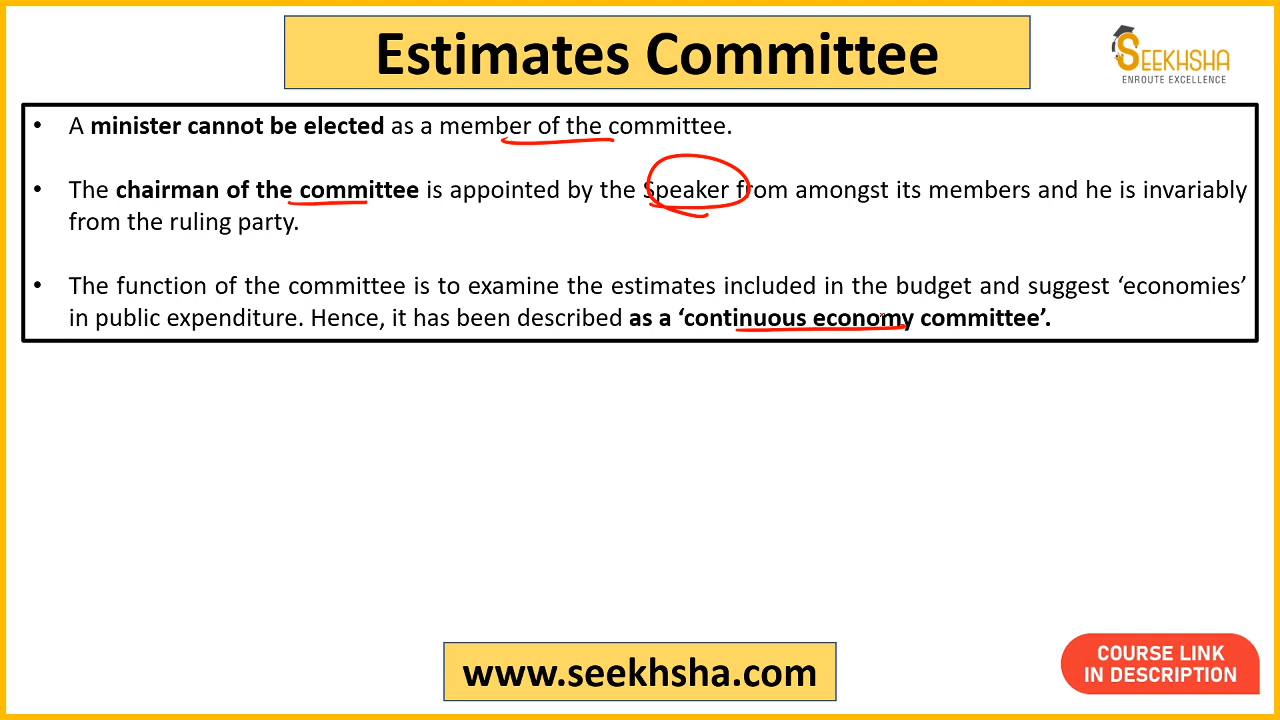 Estimates Committee
SEEKHSHA
ENROUTE EXCELLENCE
• A minister cannot be elected as a member of the committee.
• The chairman of the committee is appointed by the Speaker from amongst its members and he is invariably
from the ruling party.
• The function of the committee is to examine the estimates included in the budget and suggest ‘economies’
in public expenditure. Hence, it has been described as a ‘continuous economy committee’.
www.seekhsha.com
COURSE LINK
IN DESCRIPTION